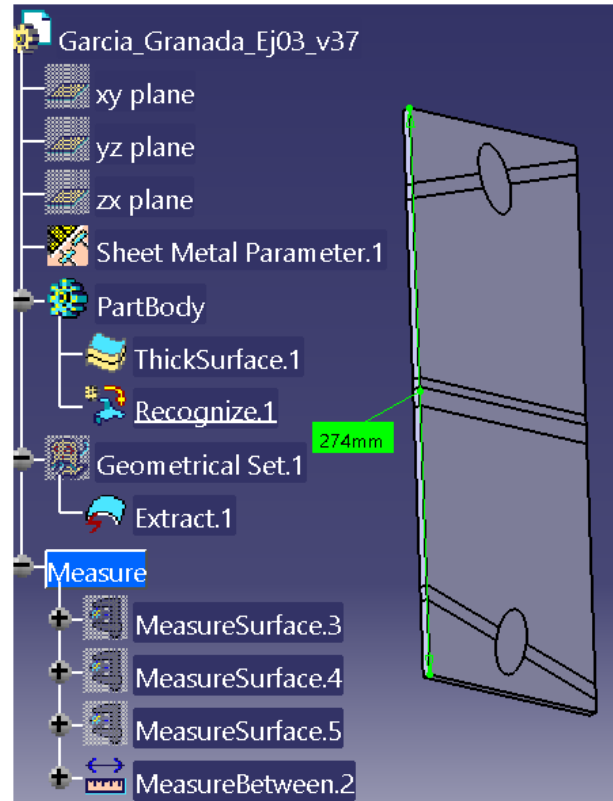 Garcia_Granada_Ej03_v37
xy plane
yz plane
zx plane
Sheet Metal Parameter.1
PartBody
ThickSurface.1
Recognize.1
274mm
Geometrical Set.1
Extract.1
Measure
MeasureSurface.3
MeasureSurface.4
MeasureSurface.5
MeasureBetween.2